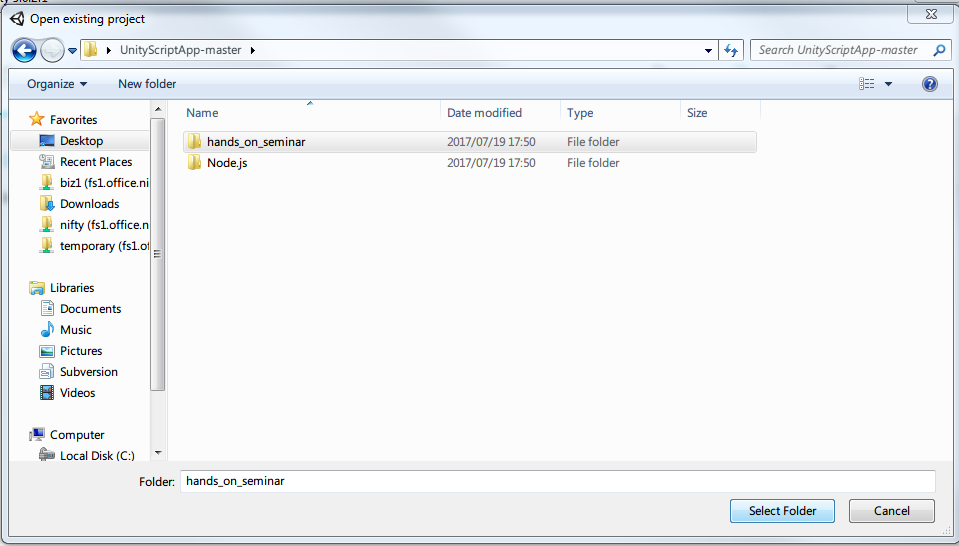 Open existing project
UnityScriptApp-master
Search UnityScriptApp-master
Organize
New folder
Name
Date modified
Type
Size
hands_on_seminar
2017/07/19 17:50
File folder
Node.js
2017/07/19 17:50
File folder
Favorites
Desktop
Recent Places
biz1 (fs1.office.ni
Downloads
nifty (fs1.office.n
temporary (fs1.of
Libraries
Documents
Music
Pictures
Subversion
Videos
Computer
Local Disk (C:)
Folder:
hands_on_seminar
Select Folder
Cancel